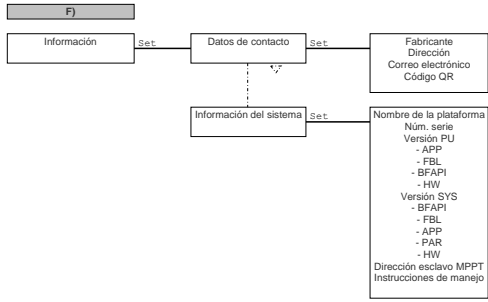 F)
Información
Set
Datos de contacto
Set
Fabricante
Dirección
Correo electrónico
Código QR
Información del sistema
Set
Nombre de la plataforma
Núm. serie
Versión PU
- APP
- FBL
- BFAPI
- HW
Versión SYS
- BFAPI
- FBL
- APP
- PAR
- HW
Dirección esclavo MPPT
Instrucciones de manejo